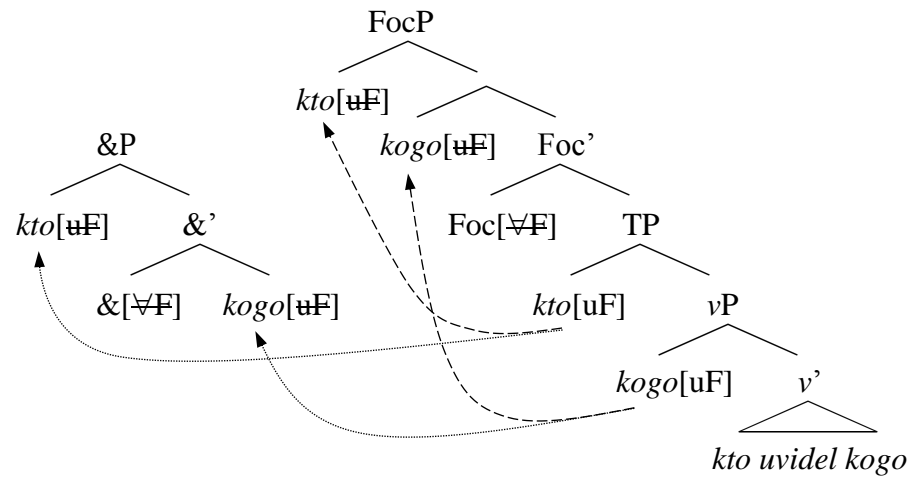 FocP
kto[uF]
&P kogo[uF] Foc’
kto[uF] &’ Foc[∀F] TP
&[∀F] kogo[uF] kto[uF] vP
kogo[uF] v’
kto uvidel kogo